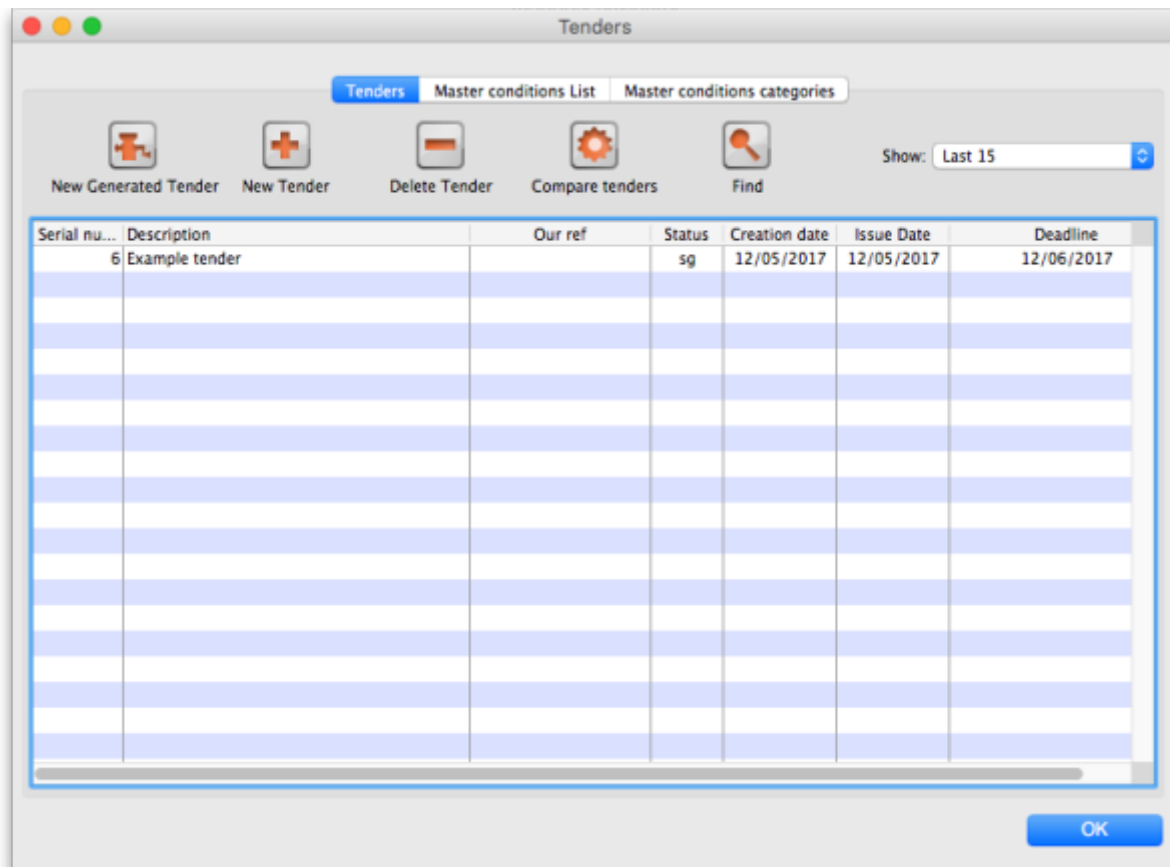 Tenders
Tenders Master conditions List Master conditions categories
New Generated Tender New Tender Delete Tender Compare tenders Find Show: Last 15
Serial nu... Description Our ref Status Creation date Issue Date Deadline
6 Example tender sg 12/05/2017 12/05/2017 12/06/2017
OK